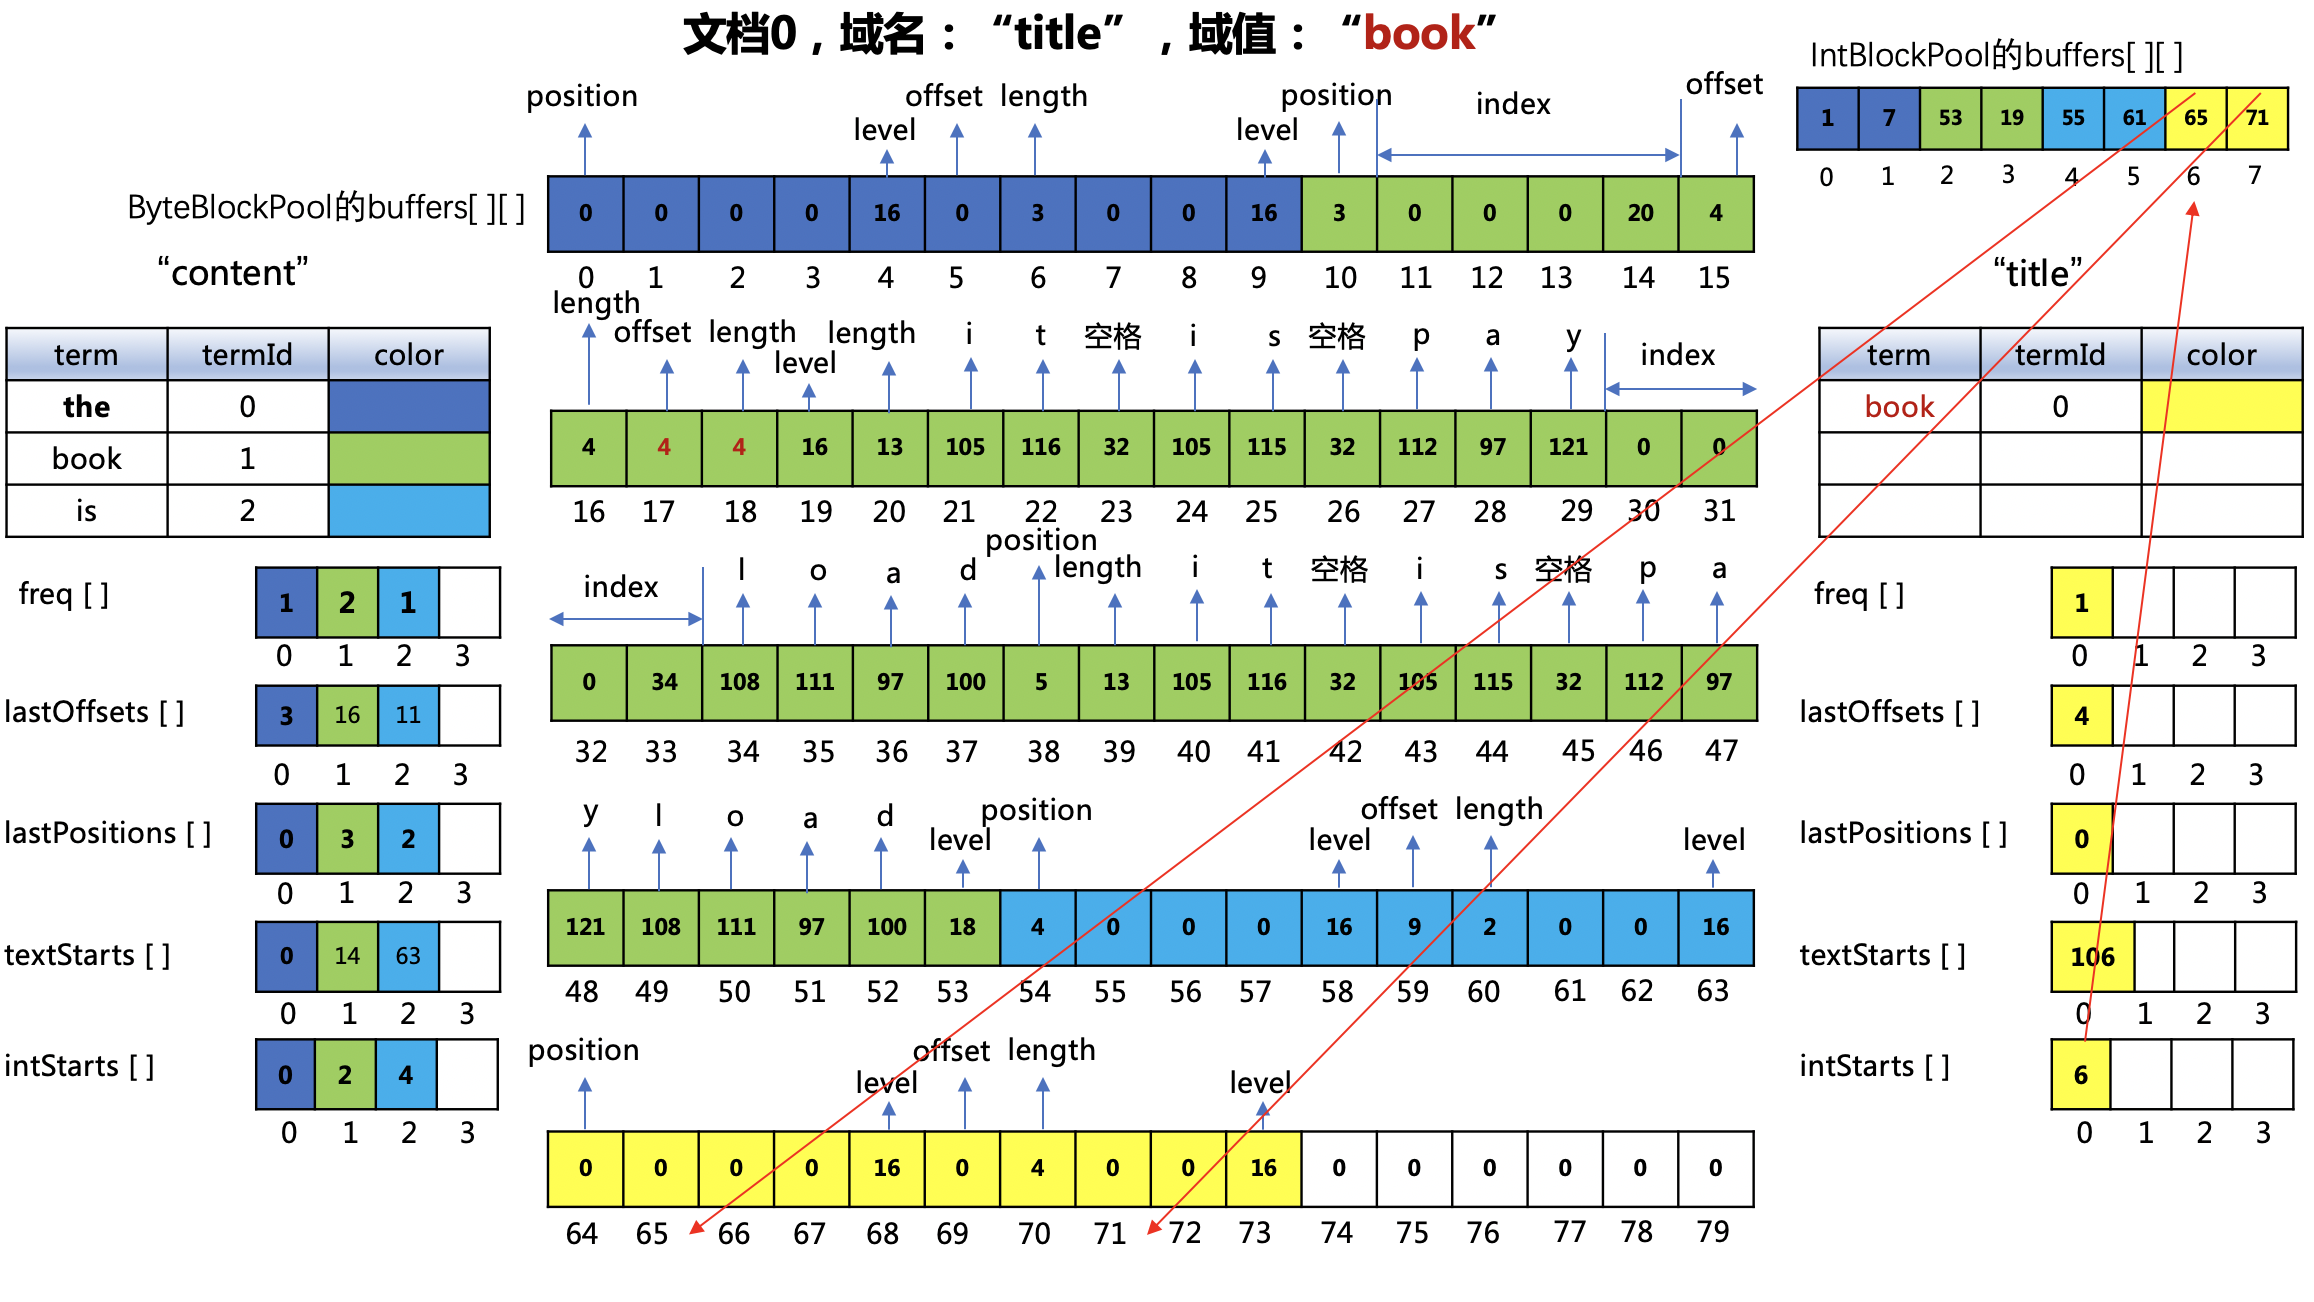 文档0，域名：“title”，域值：“book”
IntBlockPool的buffers[ ][ ]
position offset length position index offset
level level
1 7 53 19 55 61 65 71
0 1 2 3 4 5 6 7
ByteBlockPool的buffers[ ][ ]
0 0 0 0 16 0 3 0 0 16 3 0 0 0 20 4
0 1 2 3 4 5 6 7 8 9 10 11 12 13 14 15
“content”
“title”
length
offset length length i t 空格 i s 空格 p a y index
level
term termId color
the 0
book 1
is 2
4 4 4 16 13 105 116 32 105 115 32 112 97 121 0 0
16 17 18 19 20 21 22 23 24 25 26 27 28 29 30 31
term termId color
book 0
position
index l o a d length i t 空格 i s 空格 p a
0 34 108 111 97 100 5 13 105 116 32 105 115 32 112 97
32 33 34 35 36 37 38 39 40 41 42 43 44 45 46 47
freq [ ]
1 2 1
0 1 2 3
lastOffsets [ ]
3 16 11
0 1 2 3
lastPositions [ ]
0 3 2
0 1 2 3
textStarts [ ]
0 14 63
0 1 2 3
intStarts [ ]
0 2 4
0 1 2 3
y l o a d position offset length
level level level
121 108 111 97 100 18 4 0 0 0 16 9 2 0 0 16
48 49 50 51 52 53 54 55 56 57 58 59 60 61 62 63
position offset length
level level
0 0 0 0 16 0 4 0 0 16 0 0 0 0 0 0
64 65 66 67 68 69 70 71 72 73 74 75 76 77 78 79
freq [ ]
1
0 1 2 3
lastOffsets [ ]
4
0 1 2 3
lastPositions [ ]
0
0 1 2 3
textStarts [ ]
106
0 1 2 3
intStarts [ ]
6
0 1 2 3